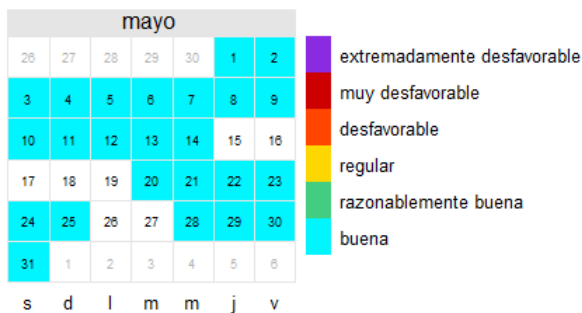 mayo
26 27 28 29 30 1 2
3 4 5 6 7 8 9
10 11 12 13 14 15 16
17 18 19 20 21 22 23
24 25 26 27 28 29 30
31 1 2 3 4 5 6
s d l m m j v
extremadamente desfavorable
muy desfavorable
desfavorable
regular
razonablemente buena
buena